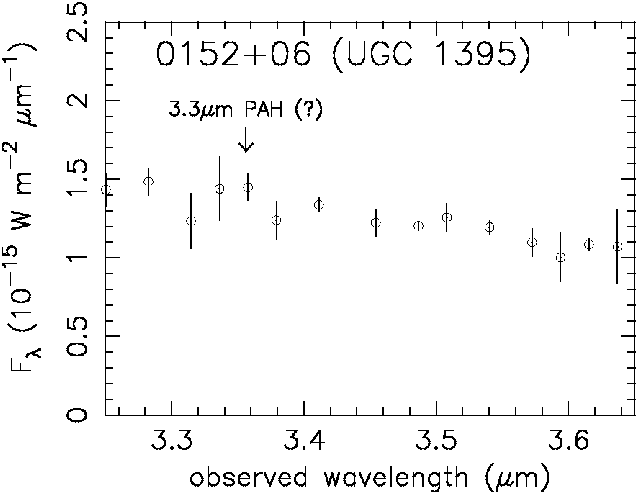 0152+06 (UGC 1395)
3.3μm PAH (?)
F_λ (10^−15 W m^−2 μm^−1)
2.5
2
1.5
1
0.5
0
3.3 3.4 3.5 3.6
observed wavelength (μm)